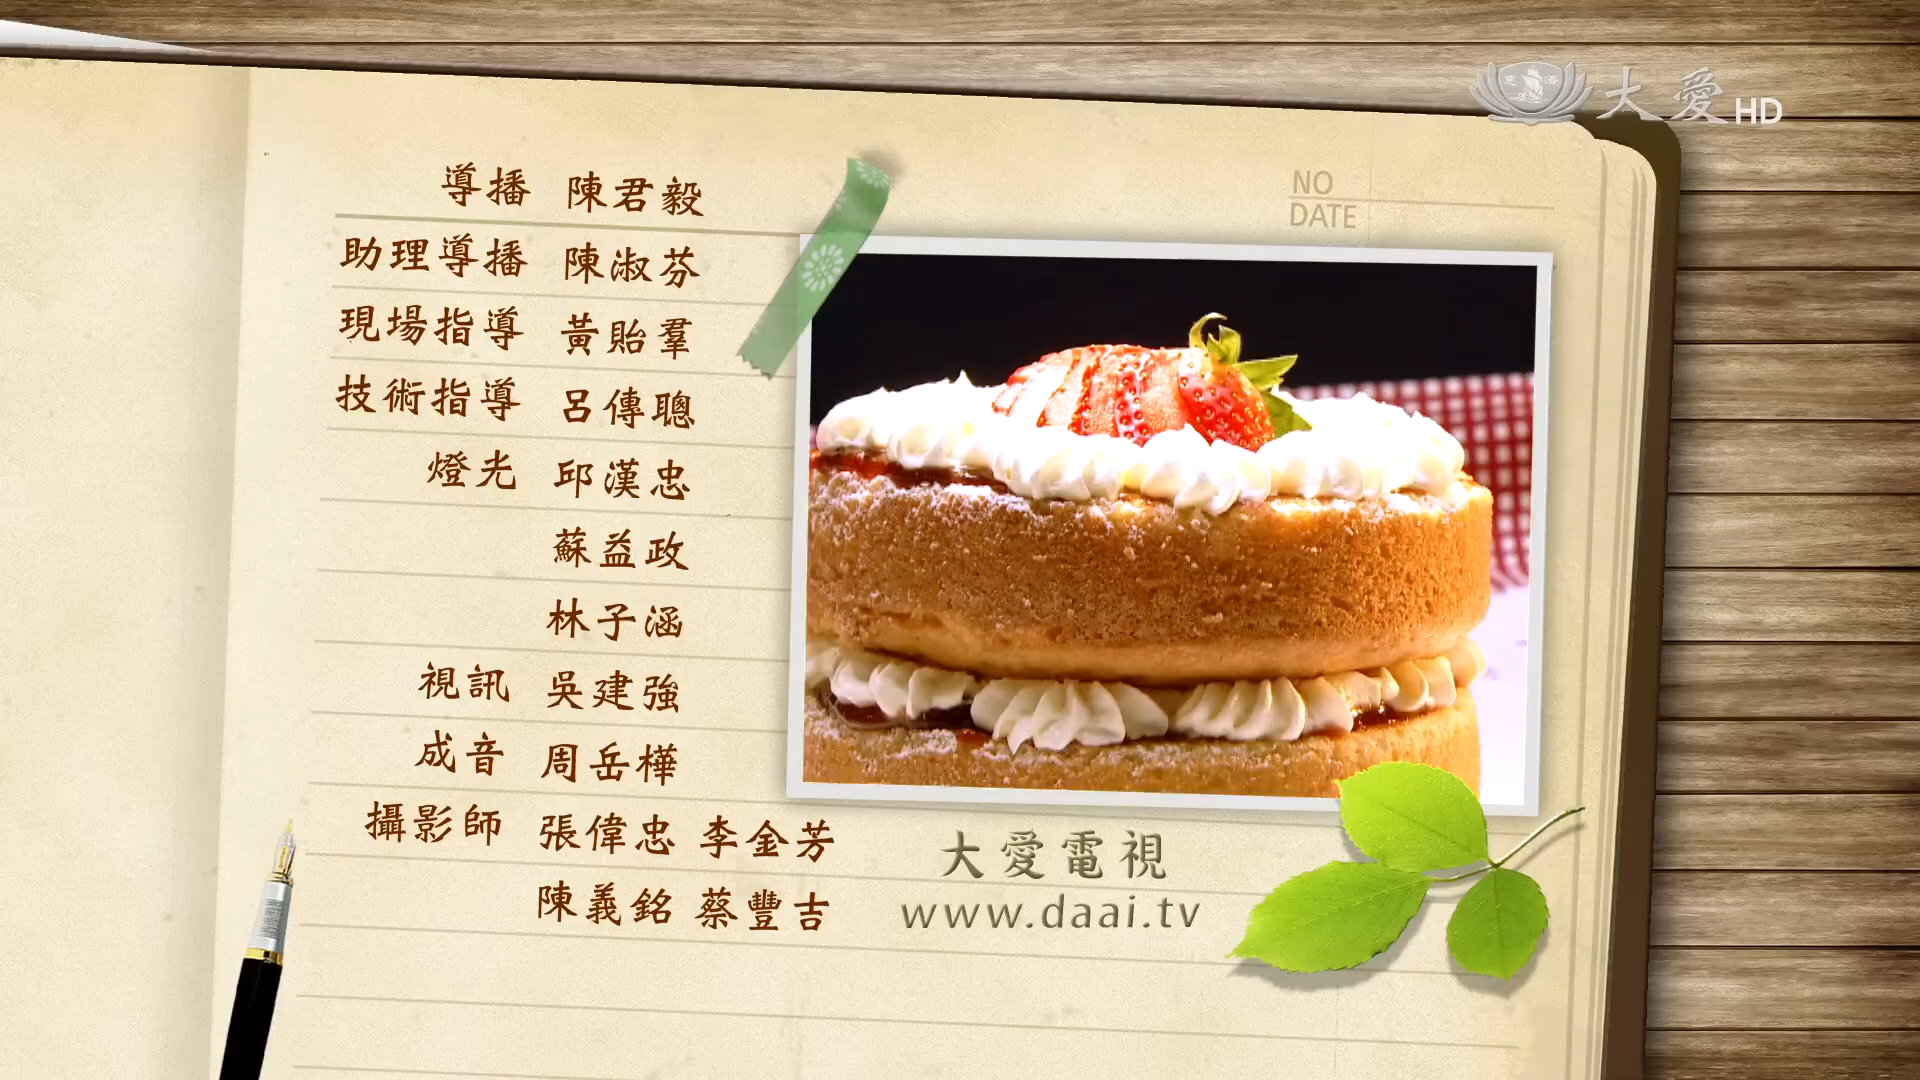 大愛HD
NO
DATE
導播 陳君毅
助理導播 陳淑芬
現場指導 黃貽羣
技術指導 呂傳聰
燈光 邱漢忠
蘇益政
林子涵
視訊 吳建強
成音 周岳樺
攝影師 張偉忠 李金芳
陳義銘 蔡豐吉
大愛電視
www.daai.tv